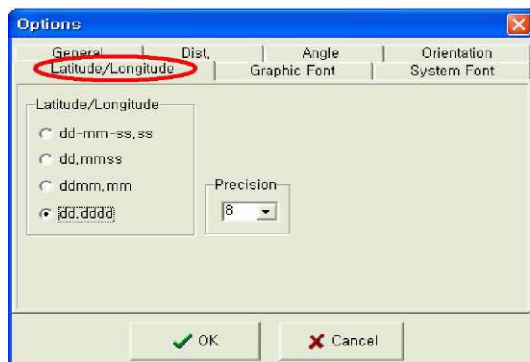 Options
General Dist. Angle Orientation
Latitude/Longitude Graphic Font System Font
Latitude/Longitude
dd-mm-ss.ss
dd.mmss
ddmm.mm
Precision
dd.dddd 8
OK Cancel